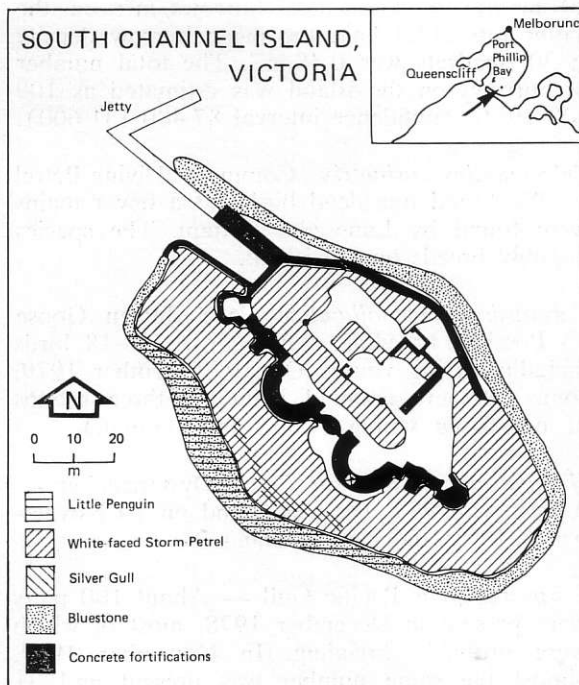 SOUTH CHANNEL ISLAND,
VICTORIA
Melborund
Port
Phillip
Bay
Queenscliff
Jetty
N
0 10 20
m
Little Penguin
White-faced Storm Petrel
Silver Gull
Bluestone
Concrete fortifications